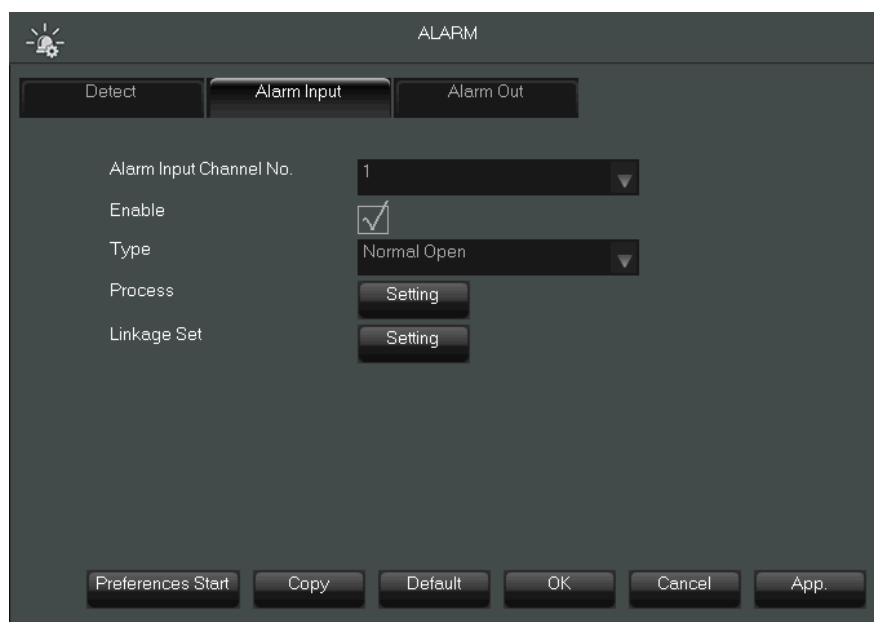 ALARM
Detect Alarm Input Alarm Out
Alarm Input Channel No. 1
Enable
Type Normal Open
Process Setting
Linkage Set Setting
Preferences Start Copy Default OK Cancel App.